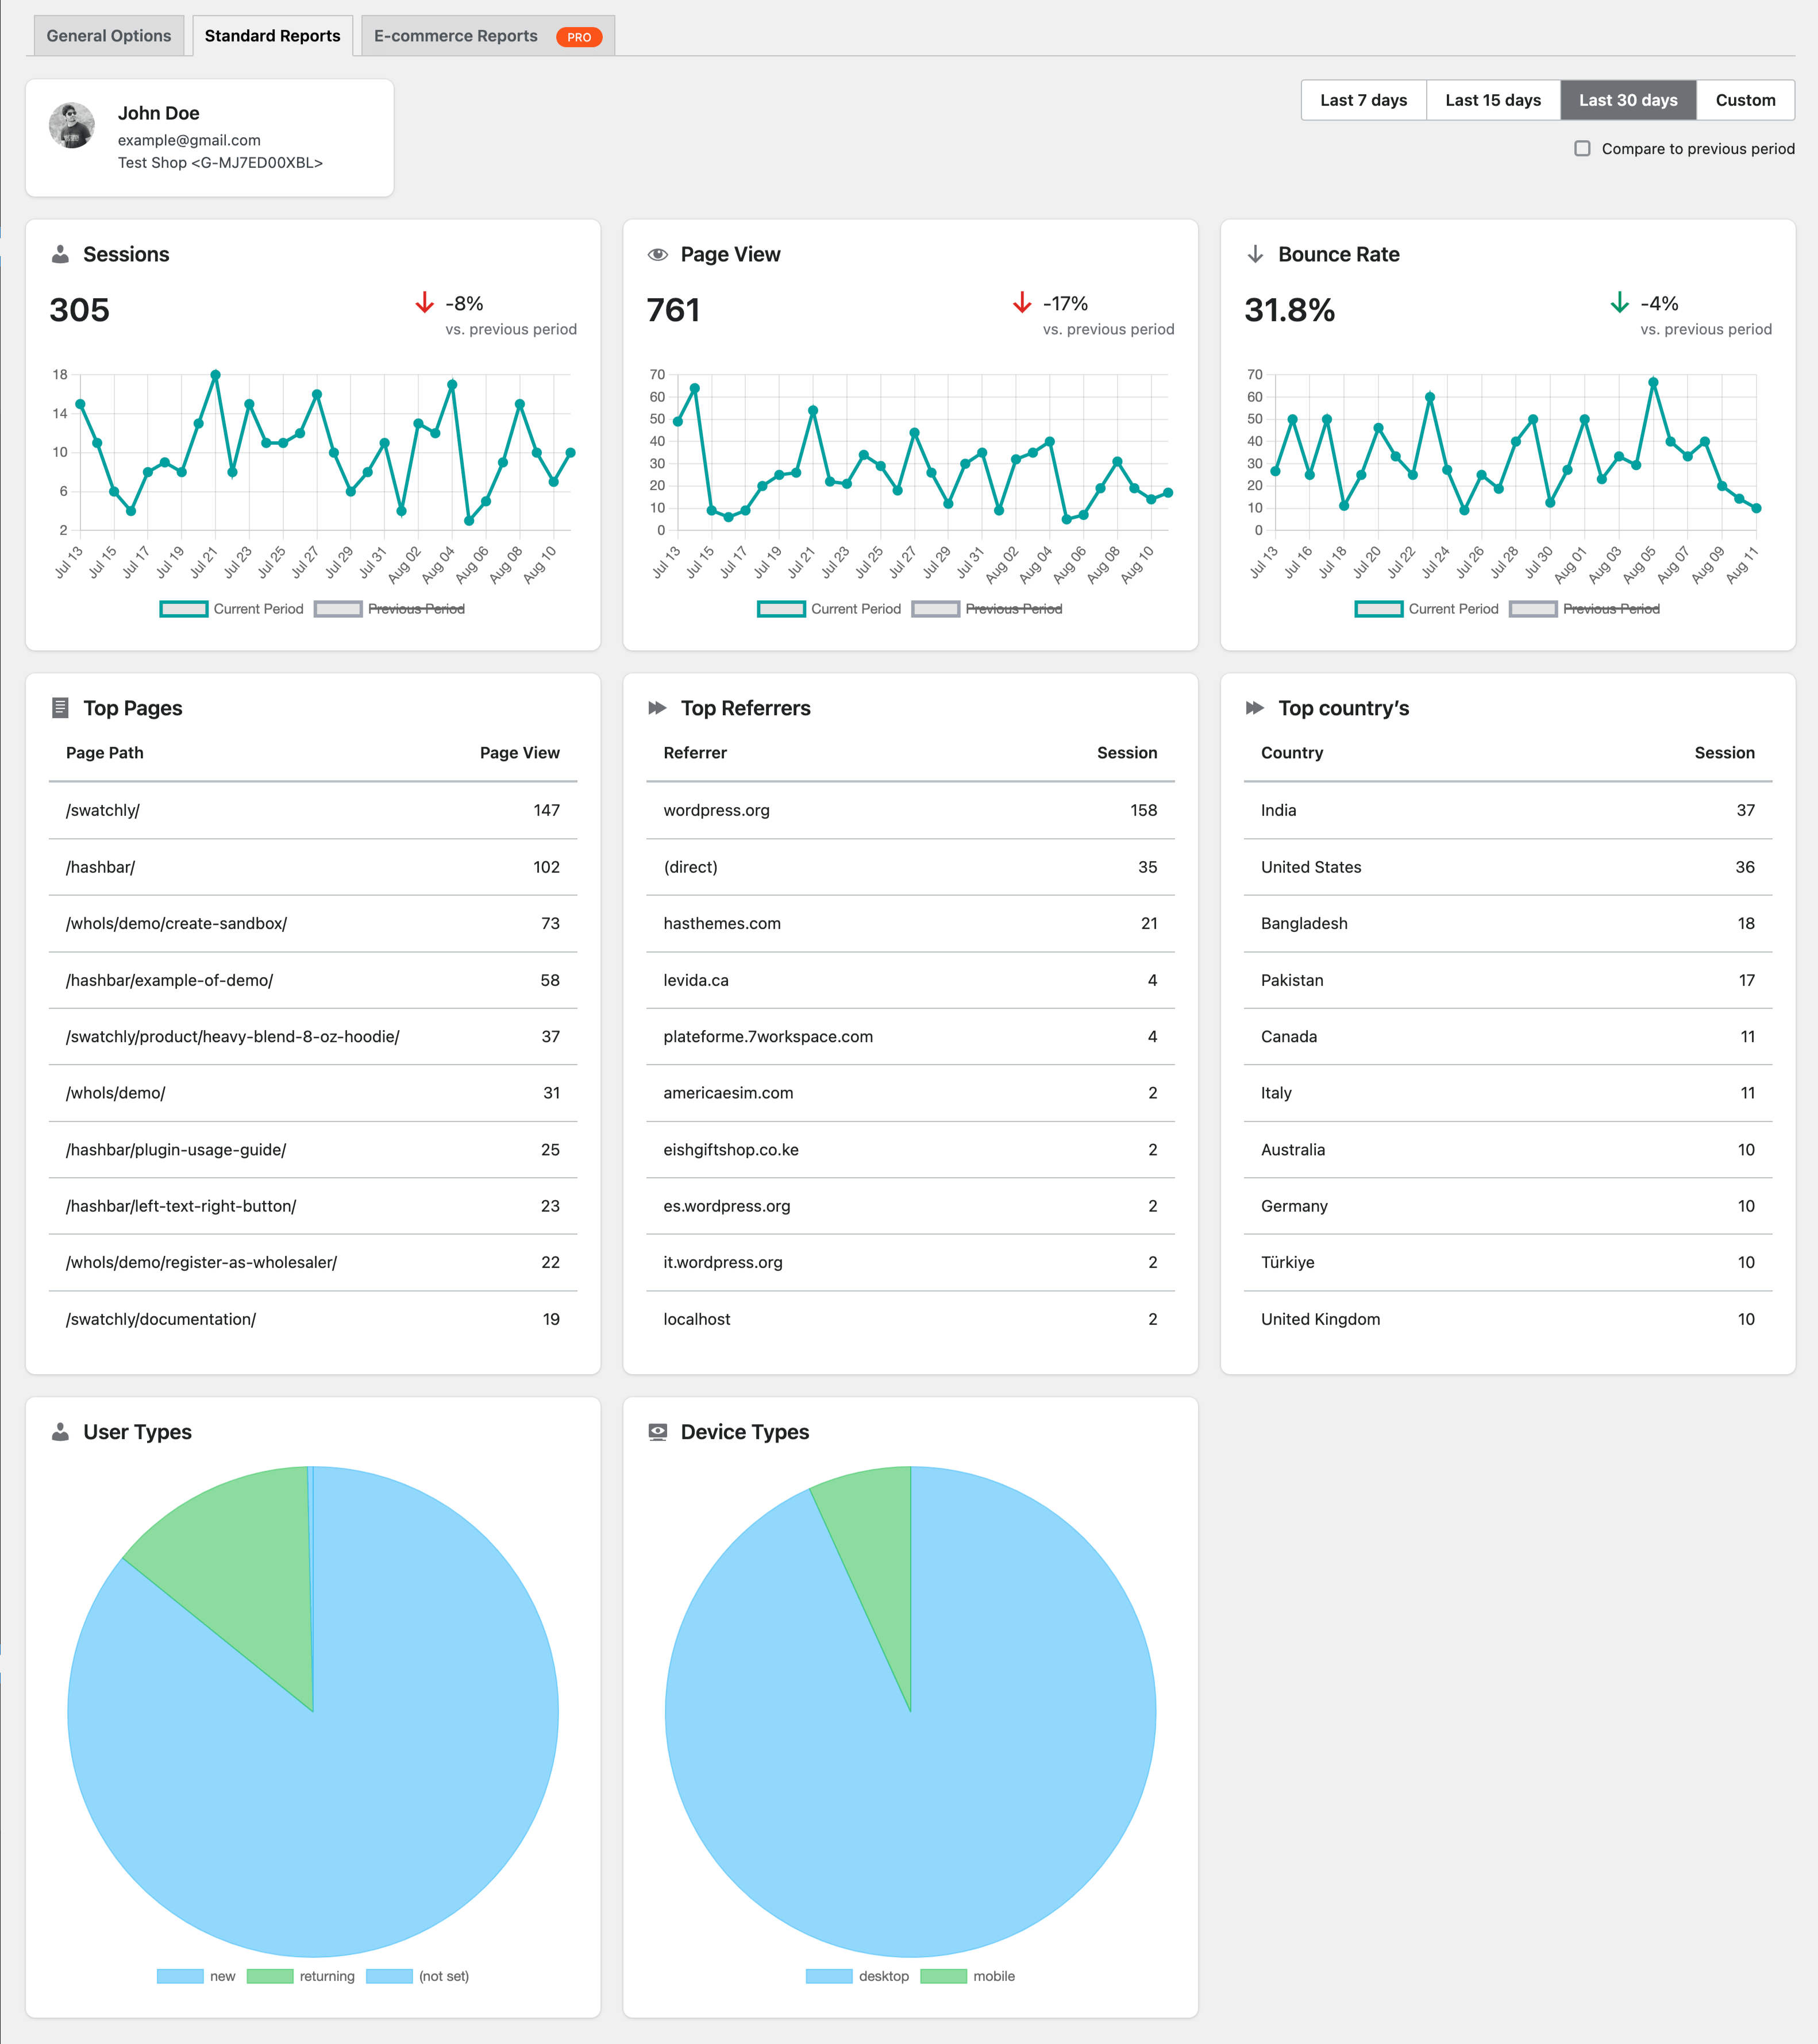 General Options
Standard Reports
E-commerce Reports PRO
John Doe
example@gmail.com
Test Shop <G-MJ7ED00XBL>
Last 7 days
Last 15 days
Last 30 days
Custom
Compare to previous period
Sessions
305
-8%
vs. previous period
18
14
10
6
2
Jul 13
Jul 15
Jul 17
Jul 19
Jul 21
Jul 23
Jul 25
Jul 27
Jul 29
Jul 31
Aug 02
Aug 04
Aug 06
Aug 08
Aug 10
Current Period
Previous Period
Page View
761
-17%
vs. previous period
70
60
50
40
30
20
10
0
Jul 13
Jul 15
Jul 17
Jul 19
Jul 21
Jul 23
Jul 25
Jul 27
Jul 29
Jul 31
Aug 02
Aug 04
Aug 06
Aug 08
Aug 10
Current Period
Previous Period
Bounce Rate
31.8%
-4%
vs. previous period
70
60
50
40
30
20
10
0
Jul 13
Jul 16
Jul 18
Jul 20
Jul 22
Jul 24
Jul 26
Jul 28
Jul 30
Aug 01
Aug 03
Aug 05
Aug 07
Aug 09
Aug 11
Current Period
Previous Period
Top Pages
Page Path Page View
/swatchly/ 147
/hashbar/ 102
/whols/demo/create-sandbox/ 73
/hashbar/example-of-demo/ 58
/swatchly/product/heavy-blend-8-oz-hoodie/ 37
/whols/demo/ 31
/hashbar/plugin-usage-guide/ 25
/hashbar/left-text-right-button/ 23
/whols/demo/register-as-wholesaler/ 22
/swatchly/documentation/ 19
Top Referrers
Referrer Session
wordpress.org 158
(direct) 35
hasthemes.com 21
levida.ca 4
plateforme.7workspace.com 4
americaesim.com 2
eishgiftshop.co.ke 2
es.wordpress.org 2
it.wordpress.org 2
localhost 2
Top country’s
Country Session
India 37
United States 36
Bangladesh 18
Pakistan 17
Canada 11
Italy 11
Australia 10
Germany 10
Türkiye 10
United Kingdom 10
User Types
new
returning
(not set)
Device Types
desktop
mobile